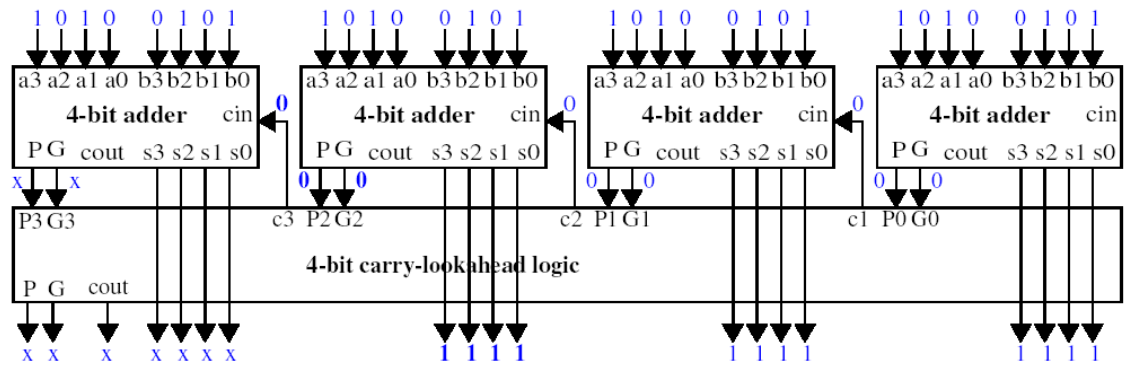 1 0 1 0 0 1 0 1 1 0 1 0 0 1 0 1 1 0 1 0 0 1 0 1 1 0 1 0 0 1 0 1
a3 a2 a1 a0 b3 b2 b1 b0 a3 a2 a1 a0 b3 b2 b1 b0 a3 a2 a1 a0 b3 b2 b1 b0 a3 a2 a1 a0 b3 b2 b1 b0
0 0 0
4-bit adder cin 4-bit adder cin 4-bit adder cin 4-bit adder cin
P G cout s3 s2 s1 s0 P G cout s3 s2 s1 s0 P G cout s3 s2 s1 s0 P G cout s3 s2 s1 s0
x x 0 0 0 0 0 0
P3 G3 c3 P2 G2 c2 P1 G1 c1 P0 G0
4-bit carry-lookahead logic
P G cout
x x x x x x x 1 1 1 1 1 1 1 1 1 1 1 1